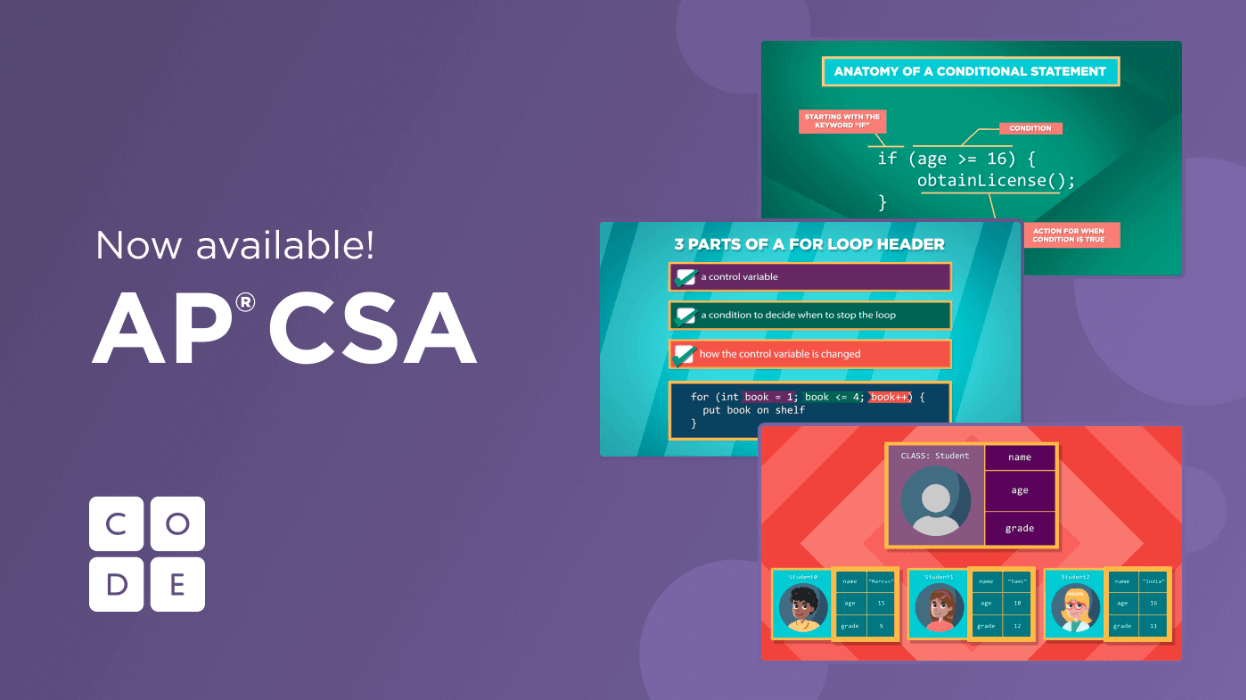 Now available!
AP® CSA
C O
D E
ANATOMY OF A CONDITIONAL STATEMENT
STARTING WITH THE
KEYWORD “IF”
CONDITION
if (age >= 16) {
obtainLicense();
}
ACTION FOR WHEN
CONDITION IS TRUE
3 PARTS OF A FOR LOOP HEADER
a control variable
a condition to decide when to stop the loop
how the control variable is changed
for (int book = 1; book <= 4; book++) {
put book on shelf
}
CLASS: Student
name
age
grade
Student0
name "Marcus"
age 15
grade 9
Student1
name "Sami"
age 18
grade 12
Student2
name "India"
age 16
grade 11